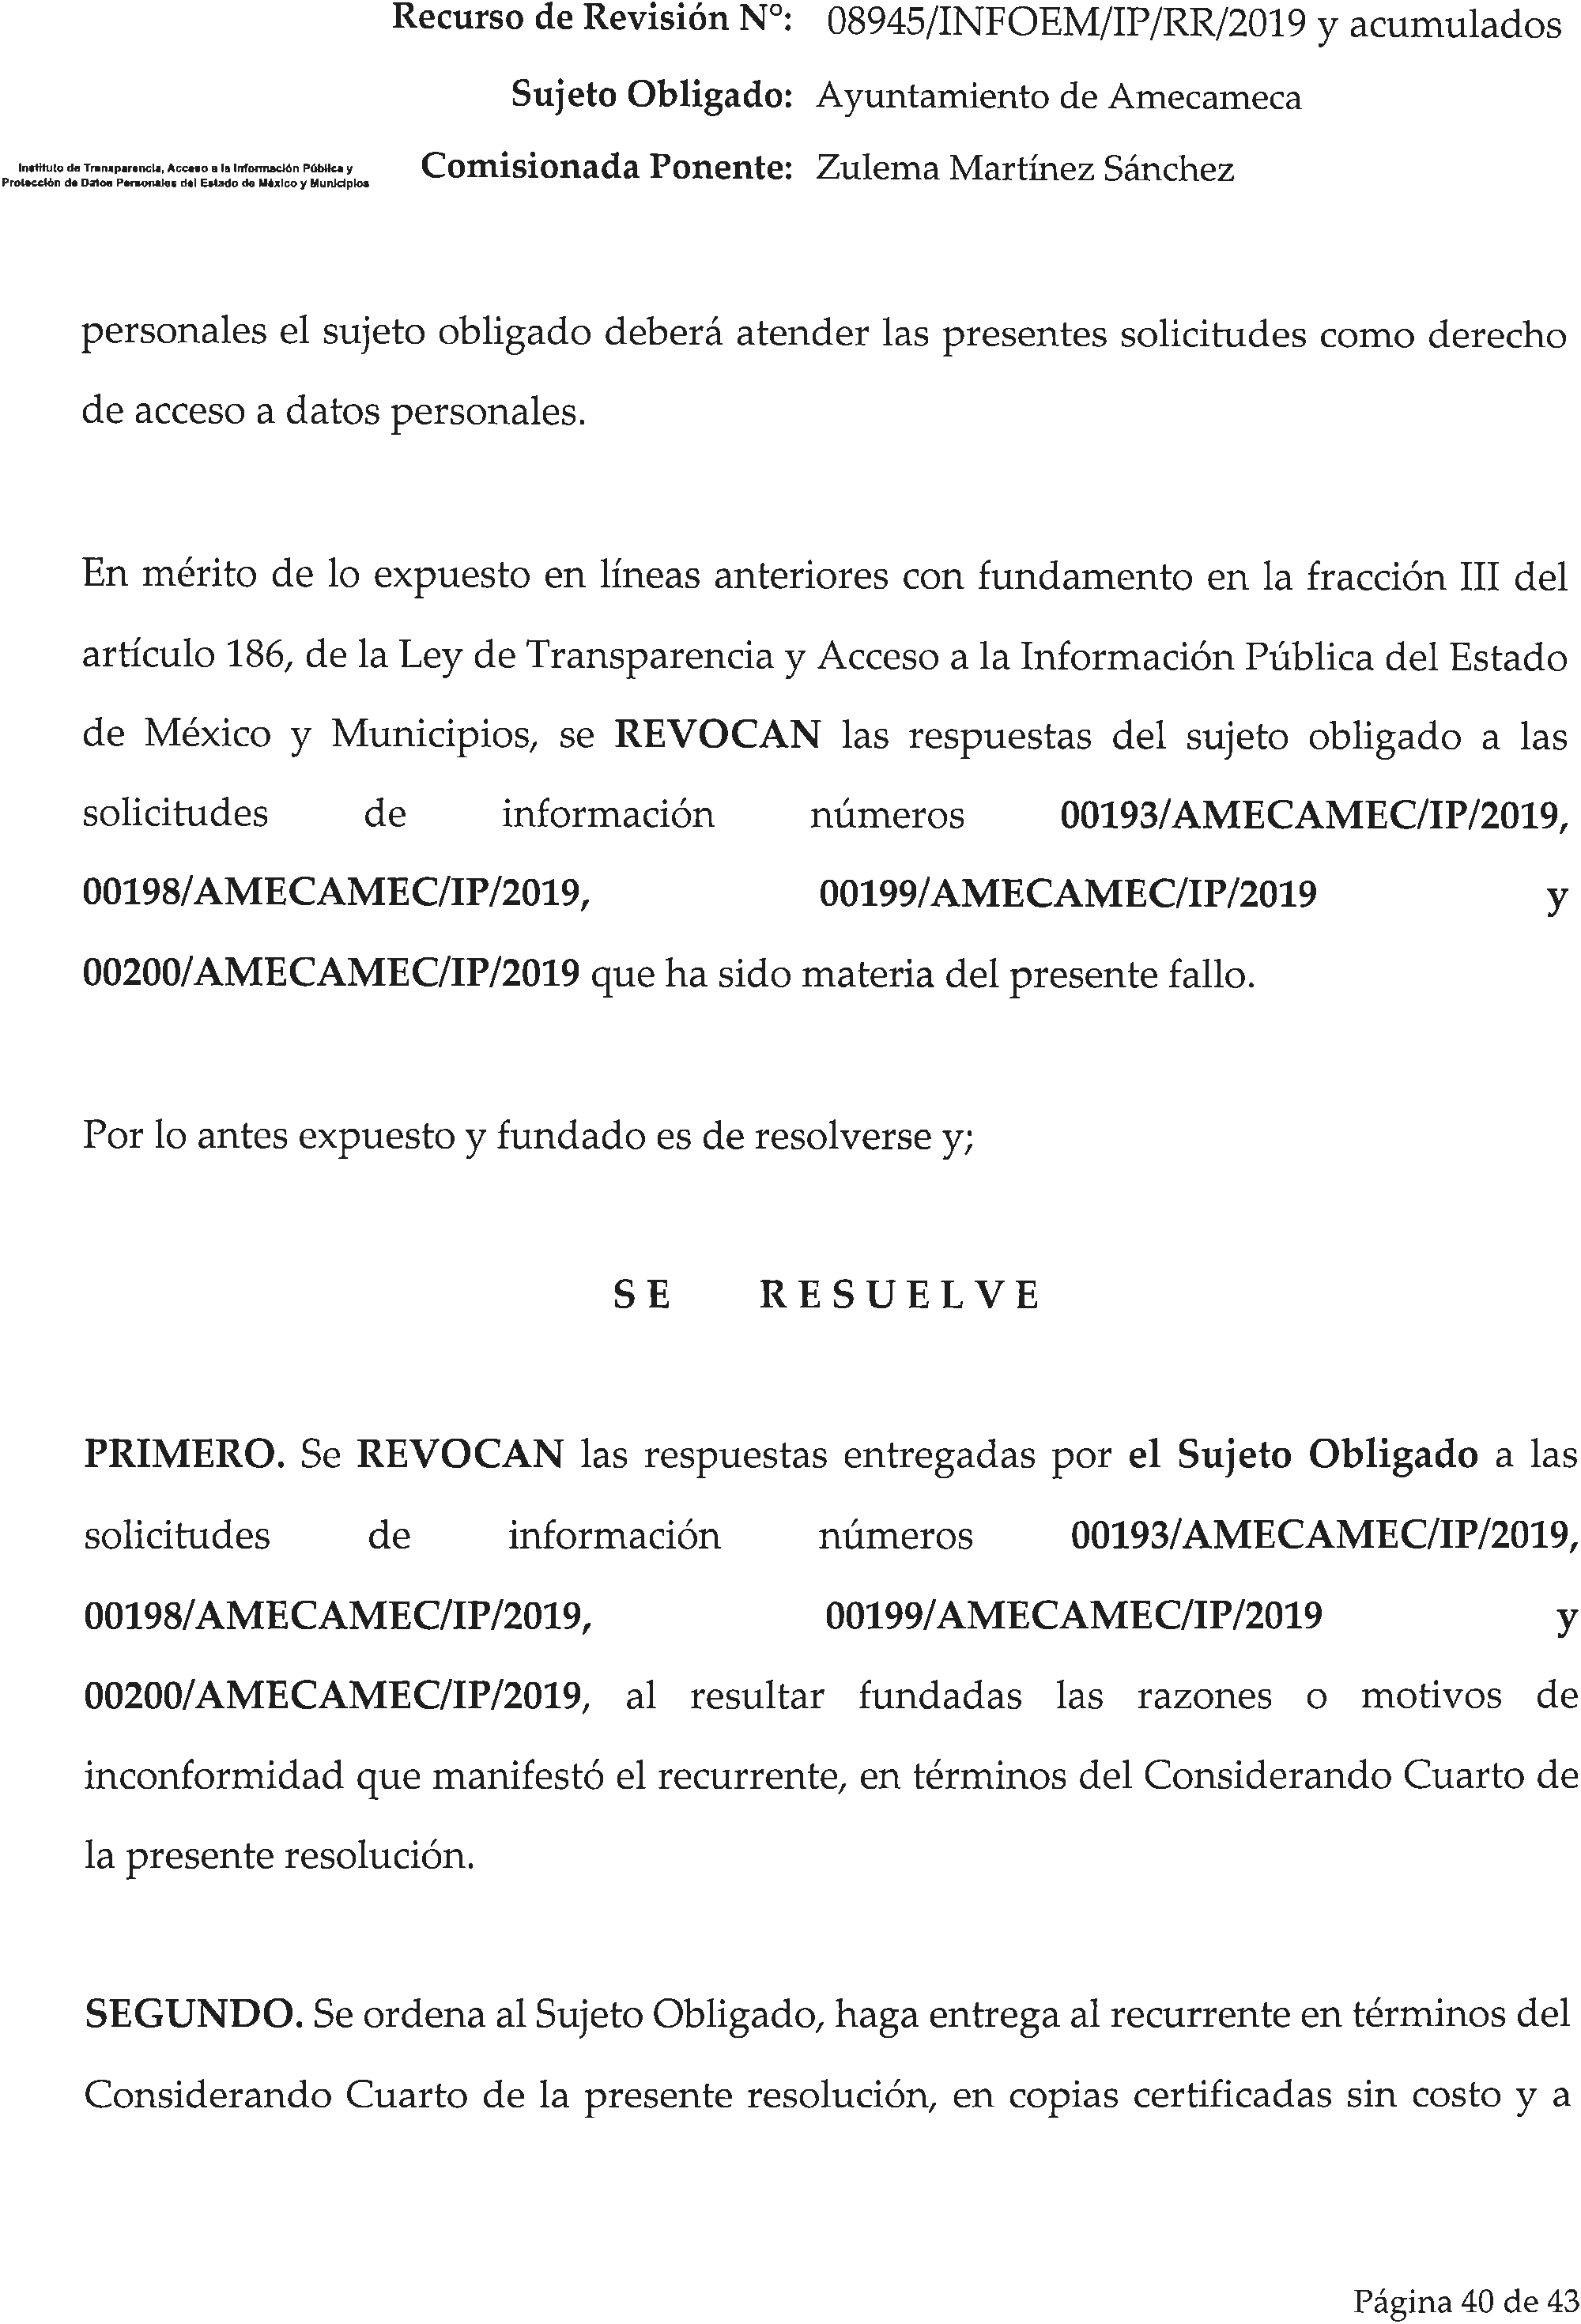 Recurso de Revisión N°: 08945/INFOEM/IP/RR/2019 y acumulados
Sujeto Obligado: Ayuntamiento de Amecameca
Instituto de Transparencia, Acceso a la Información Pública y
Protección de Datos Personales del Estado de México y Municipios
Comisionada Ponente: Zulema Martínez Sánchez
personales el sujeto obligado deberá atender las presentes solicitudes como derecho
de acceso a datos personales.
En mérito de lo expuesto en líneas anteriores con fundamento en la fracción III del
artículo 186, de la Ley de Transparencia y Acceso a la Información Pública del Estado
de México y Municipios, se REVOCAN las respuestas del sujeto obligado a las
solicitudes de información números 00193/AMECAMEC/IP/2019,
00198/AMECAMEC/IP/2019, 00199/AMECAMEC/IP/2019 y
00200/AMECAMEC/IP/2019 que ha sido materia del presente fallo.
Por lo antes expuesto y fundado es de resolverse y;
S E R E S U E L V E
PRIMERO. Se REVOCAN las respuestas entregadas por el Sujeto Obligado a las
solicitudes de información números 00193/AMECAMEC/IP/2019,
00198/AMECAMEC/IP/2019, 00199/AMECAMEC/IP/2019 y
00200/AMECAMEC/IP/2019, al resultar fundadas las razones o motivos de
inconformidad que manifestó el recurrente, en términos del Considerando Cuarto de
la presente resolución.
SEGUNDO. Se ordena al Sujeto Obligado, haga entrega al recurrente en términos del
Considerando Cuarto de la presente resolución, en copias certificadas sin costo y a
Página 40 de 43